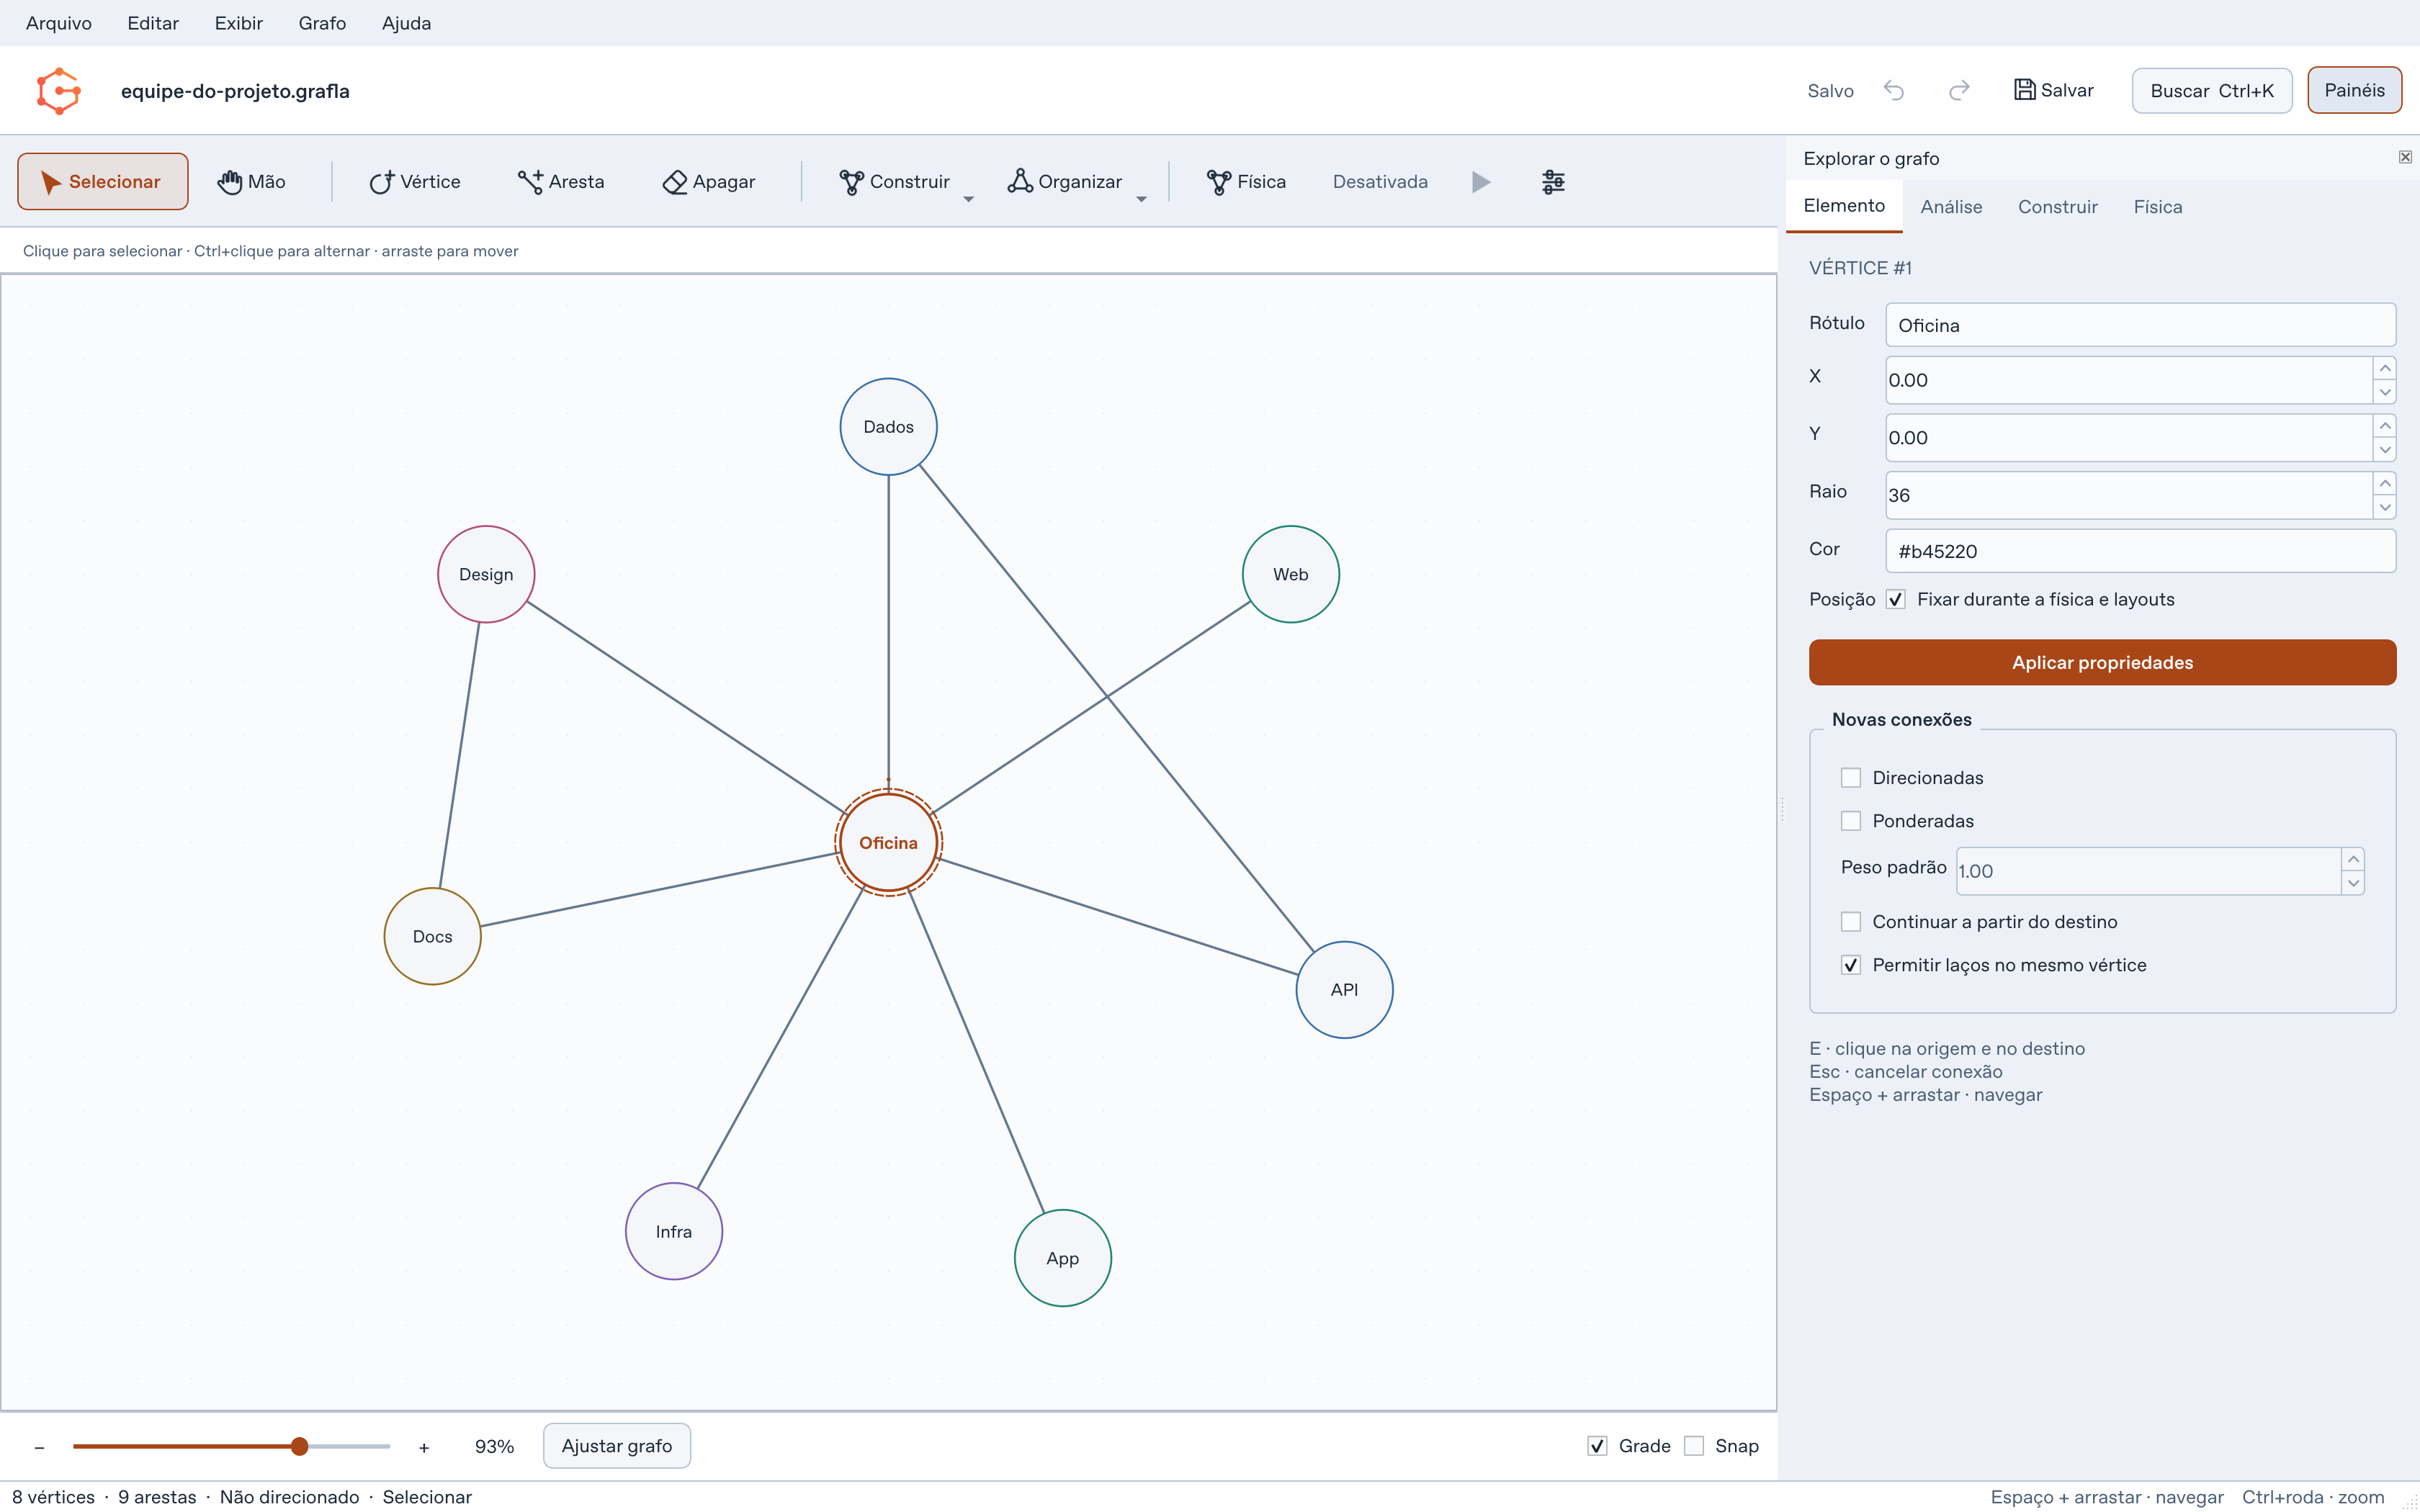 Arquivo Editar Exibir Grafo Ajuda
equipe-do-projeto.grafla
Salvo Salvar Buscar Ctrl+K Painéis
Selecionar Mão Vértice Aresta Apagar Construir Organizar Física Desativada
Clique para selecionar · Ctrl+clique para alternar · arraste para mover
Dados
Design
Web
Oficina
Docs
API
Infra
App
− + 93% Ajustar grafo Grade Snap
8 vértices · 9 arestas · Não direcionado · Selecionar
Explorar o grafo
Elemento Análise Construir Física
VÉRTICE #1
Rótulo Oficina
X 0.00
Y 0.00
Raio 36
Cor #b45220
Posição Fixar durante a física e layouts
Aplicar propriedades
Novas conexões
Direcionadas
Ponderadas
Peso padrão 1.00
Continuar a partir do destino
Permitir laços no mesmo vértice
E · clique na origem e no destino
Esc · cancelar conexão
Espaço + arrastar · navegar
Espaço + arrastar · navegar Ctrl+roda · zoom